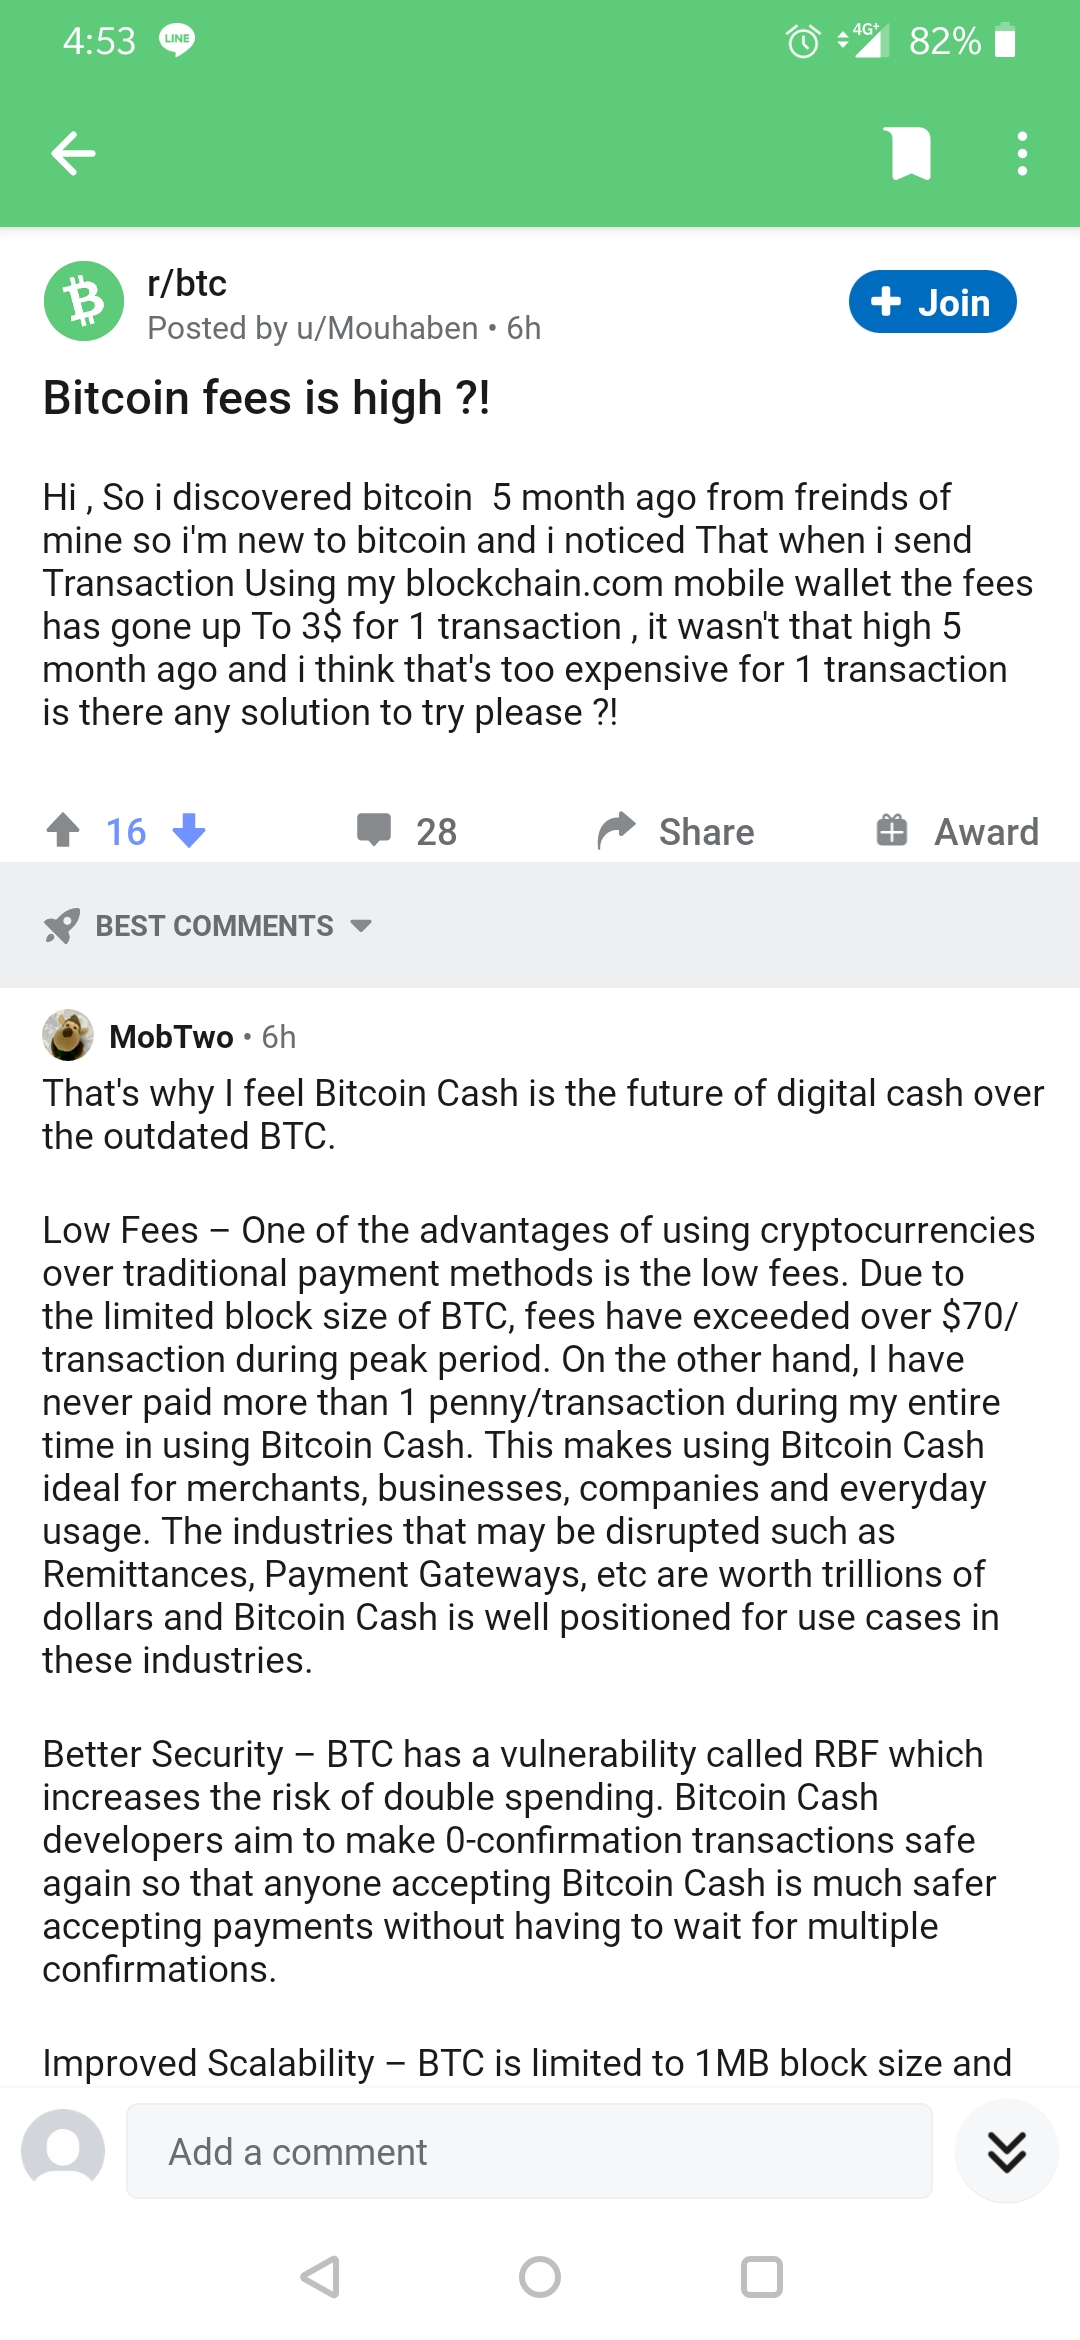 4:53 LINE 4G+ 82%
r/btc
Posted by u/Mouhaben • 6h
+ Join
Bitcoin fees is high ?!
Hi , So i discovered bitcoin  5 month ago from freinds of
mine so i'm new to bitcoin and i noticed That when i send
Transaction Using my blockchain.com mobile wallet the fees
has gone up To 3$ for 1 transaction , it wasn't that high 5
month ago and i think that's too expensive for 1 transaction
is there any solution to try please ?!
16 28 Share Award
BEST COMMENTS
MobTwo • 6h
That's why I feel Bitcoin Cash is the future of digital cash over
the outdated BTC.
Low Fees – One of the advantages of using cryptocurrencies
over traditional payment methods is the low fees. Due to
the limited block size of BTC, fees have exceeded over $70/
transaction during peak period. On the other hand, I have
never paid more than 1 penny/transaction during my entire
time in using Bitcoin Cash. This makes using Bitcoin Cash
ideal for merchants, businesses, companies and everyday
usage. The industries that may be disrupted such as
Remittances, Payment Gateways, etc are worth trillions of
dollars and Bitcoin Cash is well positioned for use cases in
these industries.
Better Security – BTC has a vulnerability called RBF which
increases the risk of double spending. Bitcoin Cash
developers aim to make 0-confirmation transactions safe
again so that anyone accepting Bitcoin Cash is much safer
accepting payments without having to wait for multiple
confirmations.
Improved Scalability – BTC is limited to 1MB block size and
Add a comment